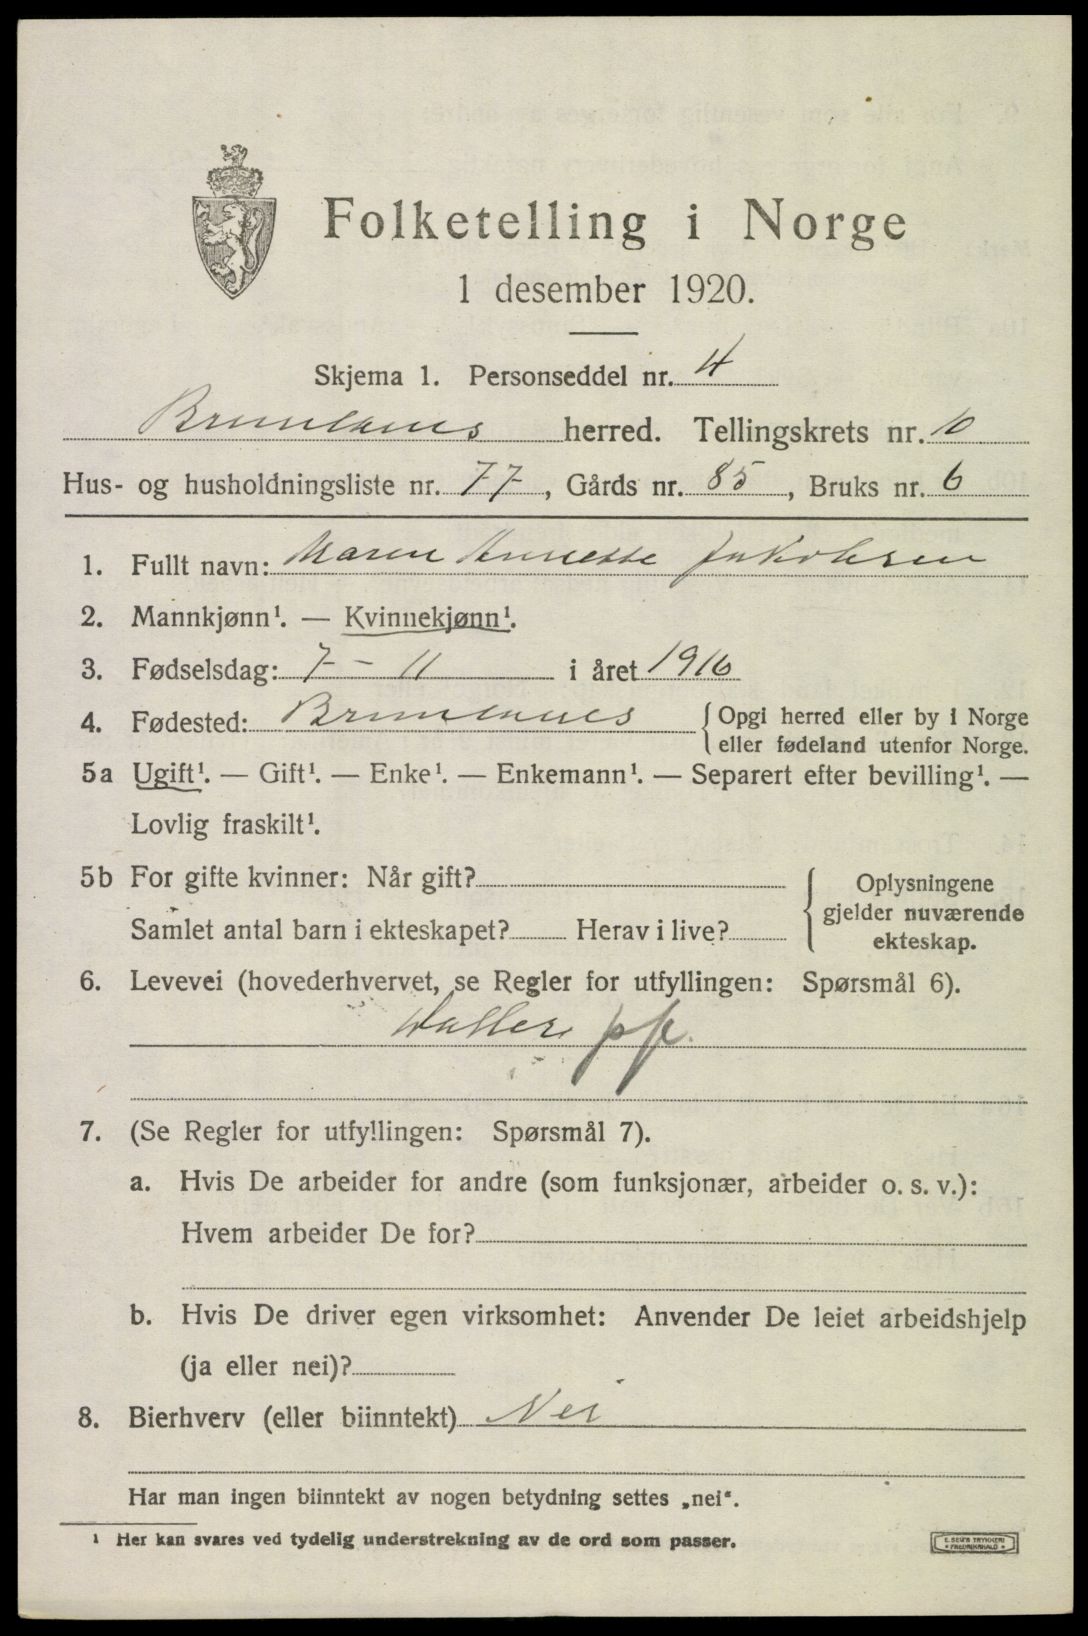 Folketelling i Norge
1 desember 1920.
Skjema 1. Personseddel nr. 4
Brunlanes herred. Tellingskrets nr. 10
Hus- og husholdningsliste nr. 77, Gårds nr. 85, Bruks nr. 6
1. Fullt navn: Maren Annette Jakobsen
2. Mannkjønn¹. — Kvinnekjønn¹.
3. Fødselsdag: 7 – 11 i året 1916
4. Fødested: Brunlanes {Opgi herred eller by i Norge
eller fødeland utenfor Norge.
5a Ugift¹. — Gift¹. — Enke¹. — Enkemann¹. — Separert efter bevilling¹. —
Lovlig fraskilt¹.
5b For gifte kvinner: Når gift?
Samlet antal barn i ekteskapet? Herav i live?
{ Oplysningene
gjelder nuværende
ekteskap.
6. Levevei (hovederhvervet, se Regler for utfyllingen: Spørsmål 6).
Datter
7. (Se Regler for utfyllingen: Spørsmål 7).
a. Hvis De arbeider for andre (som funksjonær, arbeider o. s. v.):
Hvem arbeider De for?
b. Hvis De driver egen virksomhet: Anvender De leiet arbeidshjelp
(ja eller nei)?
8. Bierhverv (eller biinntekt) Nei
Har man ingen biinntekt av nogen betydning settes „nei“.
¹ Her kan svares ved tydelig understrekning av de ord som passer.
E. SEM'S TRYKKERI
FREDRIKSHALD